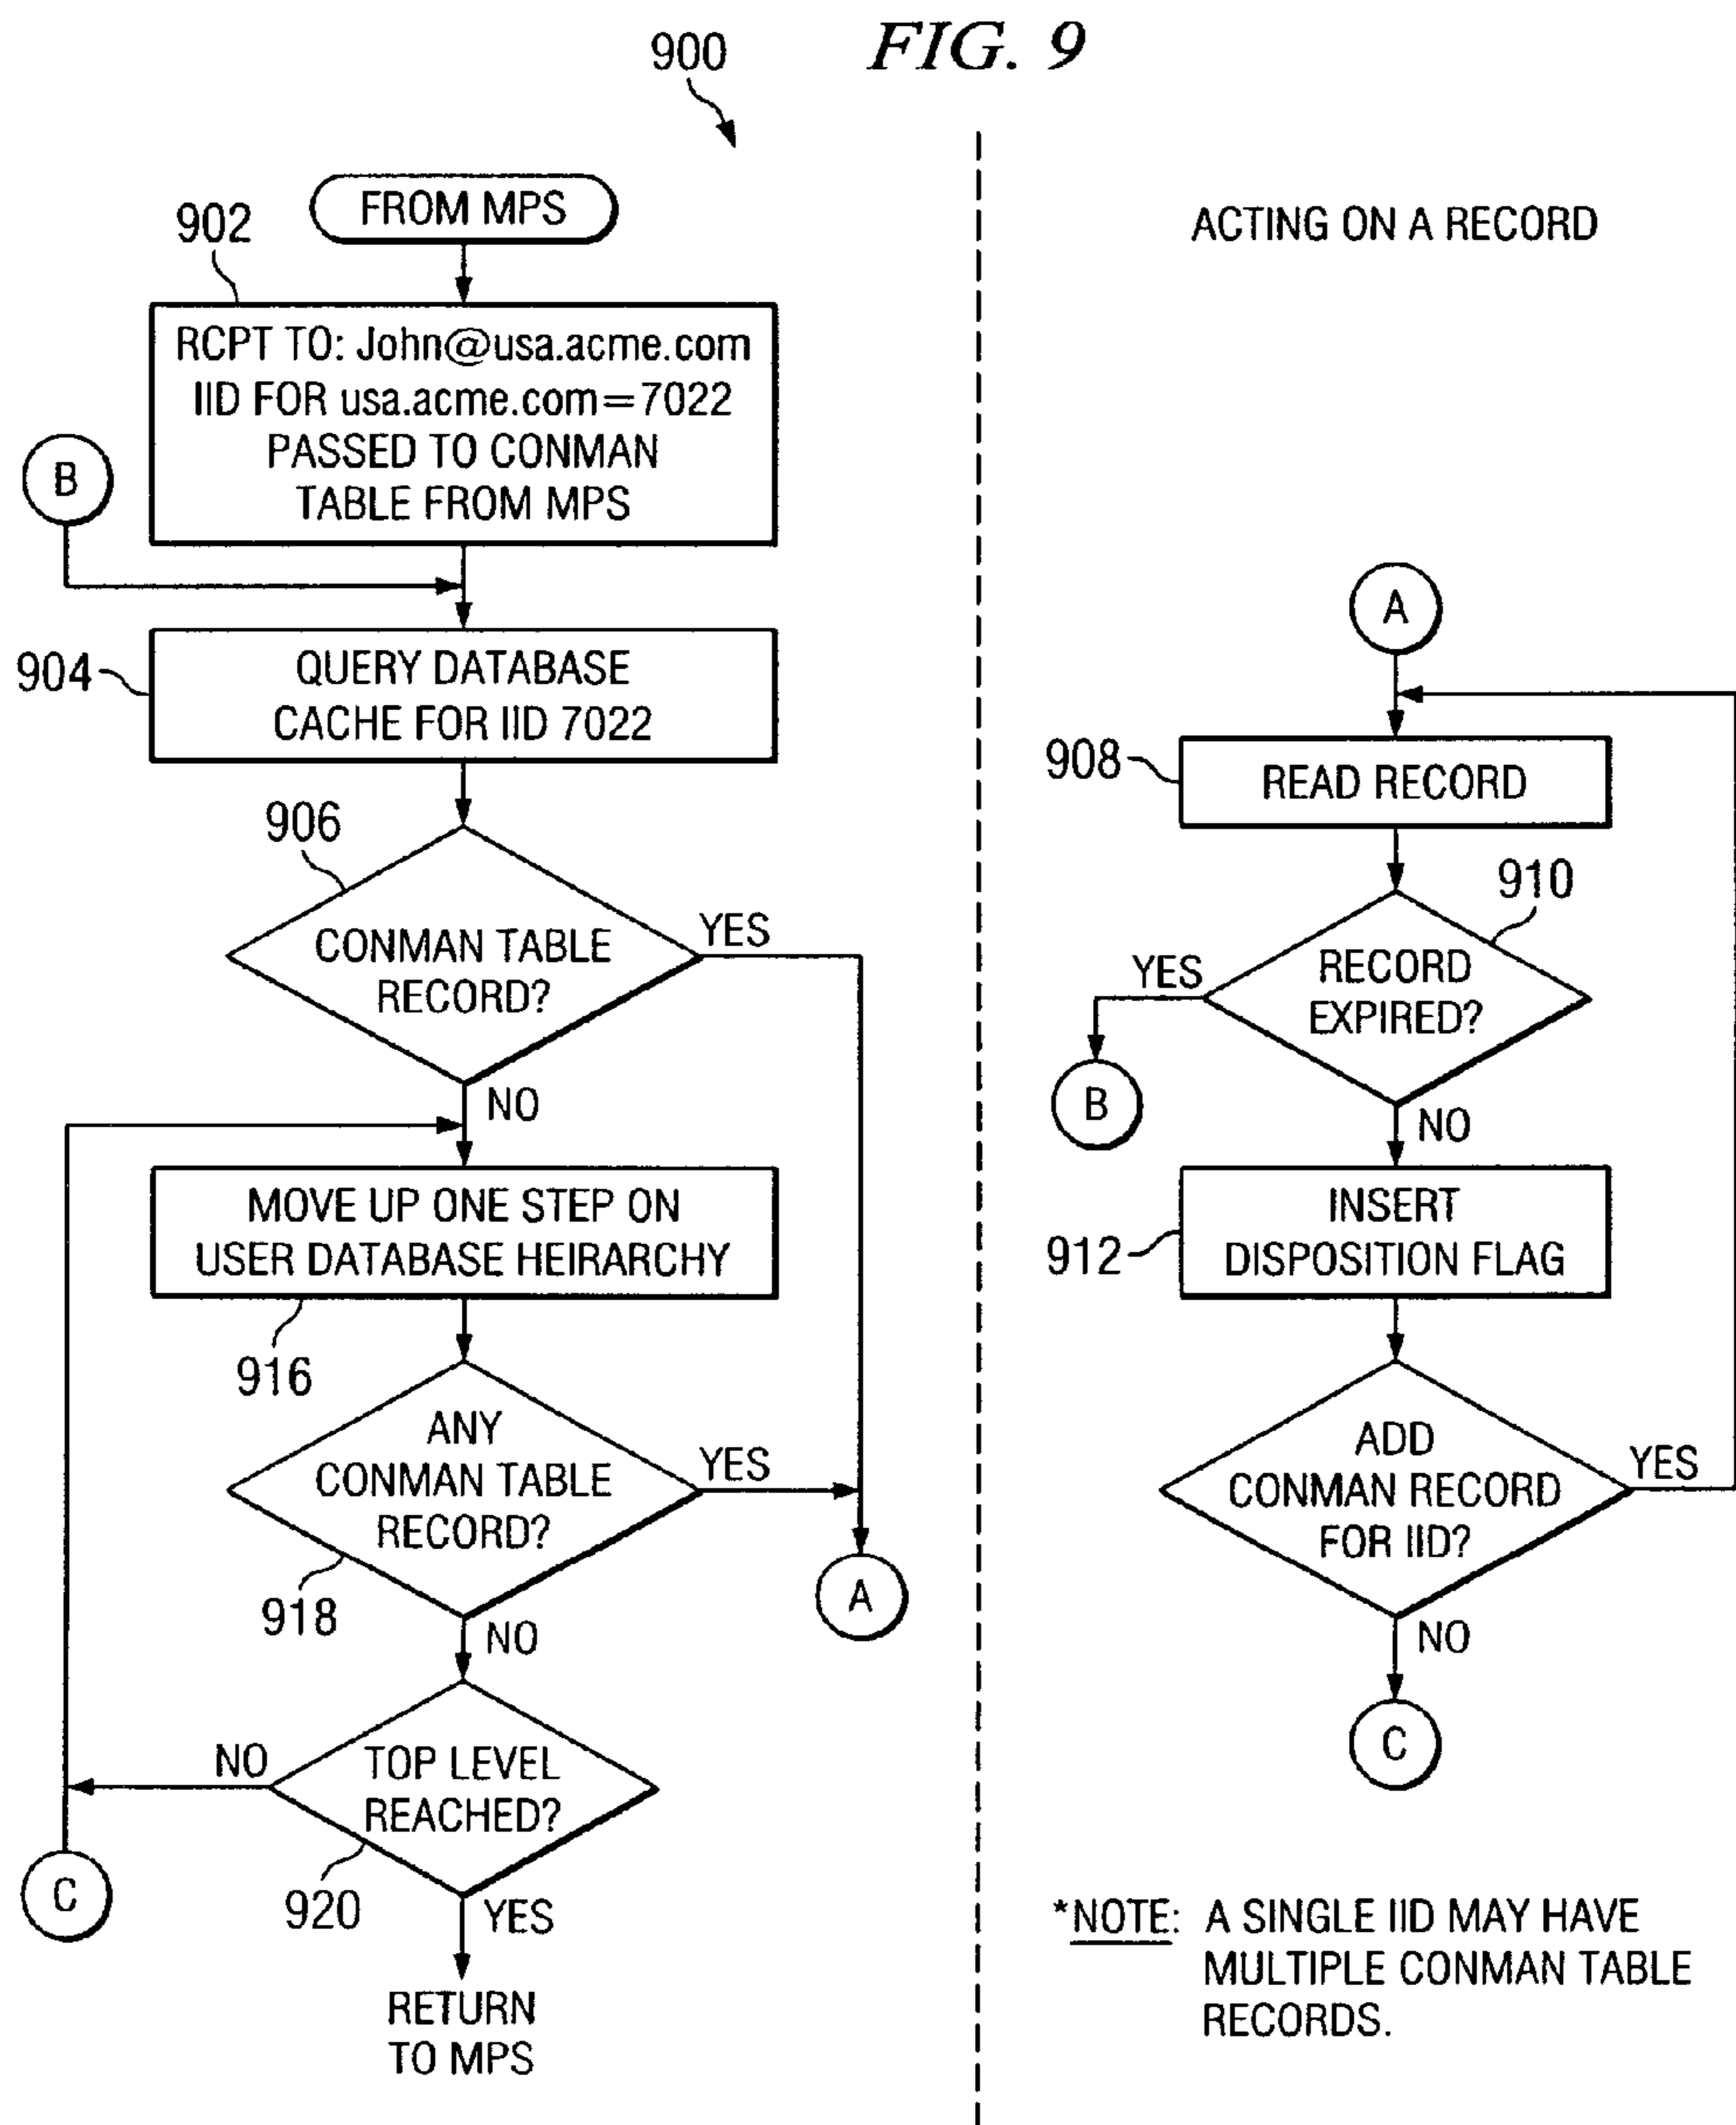 FIG. 9
900
FROM MPS
902
RCPT TO: John@usa.acme.com
IID FOR usa.acme.com=7022
PASSED TO CONMAN
TABLE FROM MPS
B
904
QUERY DATABASE
CACHE FOR IID 7022
906
CONMAN TABLE
RECORD?
YES
NO
MOVE UP ONE STEP ON
USER DATABASE HEIRARCHY
916
ANY
CONMAN TABLE
RECORD?
YES
918
NO
A
TOP LEVEL
REACHED?
NO
C
920
YES
RETURN
TO MPS
ACTING ON A RECORD
A
908
READ RECORD
910
RECORD
EXPIRED?
YES
B
NO
912
INSERT
DISPOSITION FLAG
ADD
CONMAN RECORD
FOR IID?
YES
NO
C
*NOTE: A SINGLE IID MAY HAVE
MULTIPLE CONMAN TABLE
RECORDS.